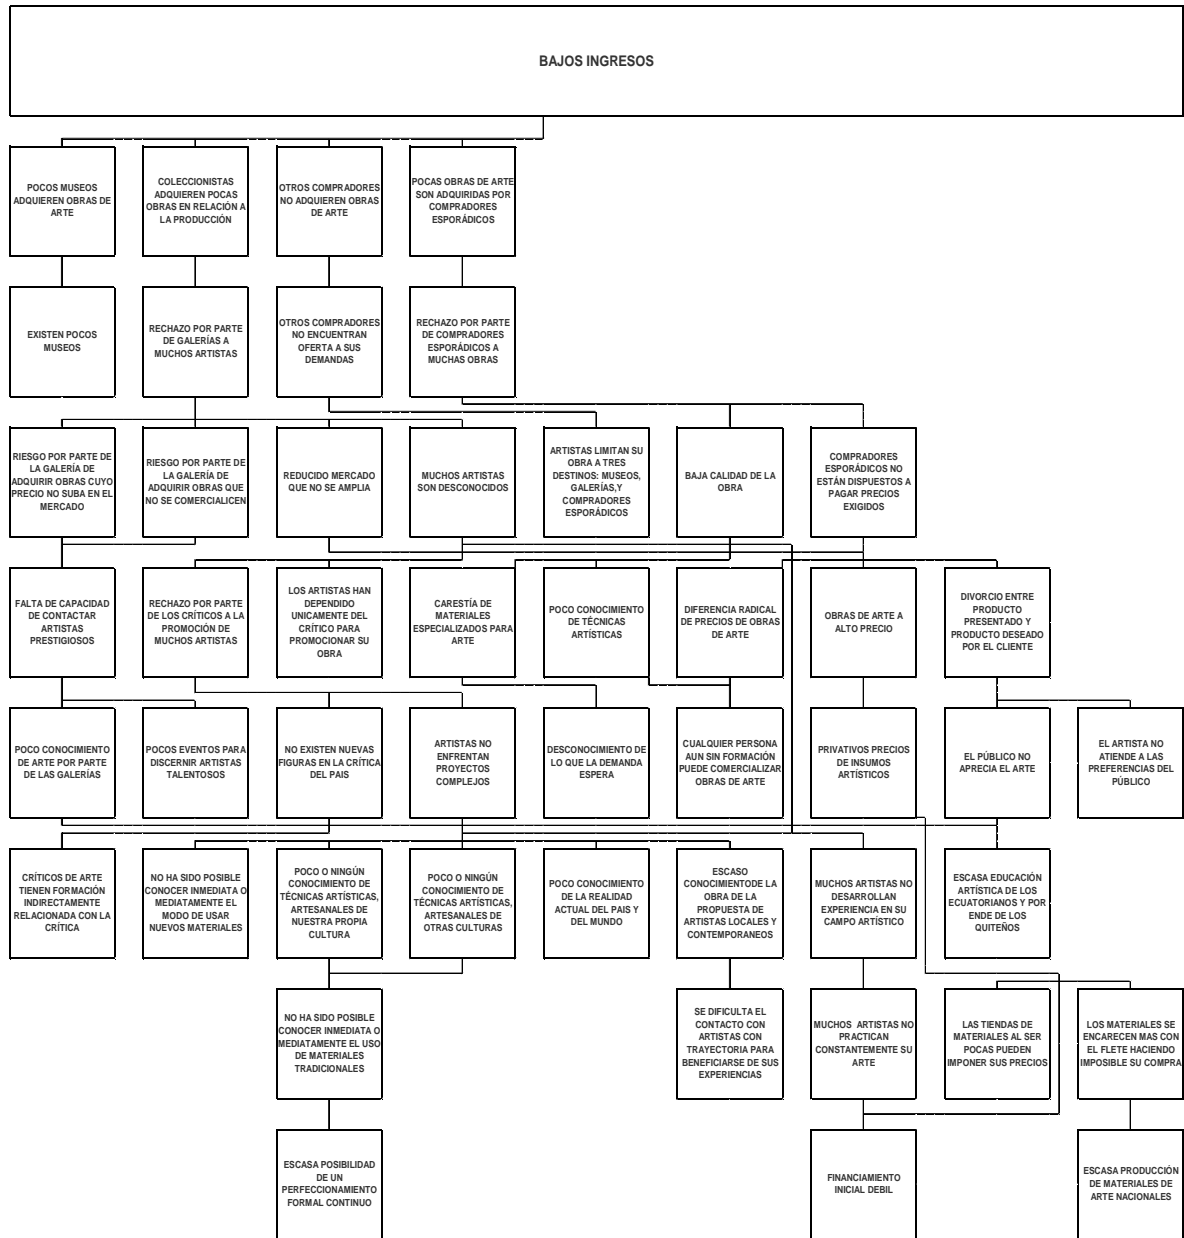 BAJOS INGRESOS
POCOS MUSEOS
ADQUIEREN OBRAS DE
ARTE
COLECCIONISTAS
ADQUIEREN POCAS
OBRAS EN RELACIÓN A
LA PRODUCCIÓN
OTROS COMPRADORES
NO ADQUIEREN OBRAS
DE ARTE
POCAS OBRAS DE ARTE
SON ADQUIRIDAS POR
COMPRADORES
ESPORÁDICOS
EXISTEN POCOS
MUSEOS
RECHAZO POR PARTE
DE GALERÍAS A
MUCHOS ARTISTAS
OTROS COMPRADORES
NO ENCUENTRAN
OFERTA A SUS
DEMANDAS
RECHAZO POR PARTE
DE COMPRADORES
ESPORÁDICOS A
MUCHAS OBRAS
RIESGO POR PARTE DE
LA GALERÍA DE
ADQUIRIR OBRAS CUYO
PRECIO NO SUBA EN EL
MERCADO
RIESGO POR PARTE DE
LA GALERÍA DE
ADQUIRIR OBRAS QUE
NO SE COMERCIALICEN
REDUCIDO MERCADO
QUE NO SE AMPLIA
MUCHOS ARTISTAS
SON DESCONOCIDOS
ARTISTAS LIMITAN SU
OBRA A TRES
DESTINOS: MUSEOS,
GALERÍAS,Y
COMPRADORES
ESPORÁDICOS
BAJA CALIDAD DE LA
OBRA
COMPRADORES
ESPORÁDICOS NO
ESTÁN DISPUESTOS A
PAGAR PRECIOS
EXIGIDOS
FALTA DE CAPACIDAD
DE CONTACTAR
ARTISTAS
PRESTIGIOSOS
RECHAZO POR PARTE
DE LOS CRÍTICOS A LA
PROMOCIÓN DE
MUCHOS ARTISTAS
LOS ARTISTAS HAN
DEPENDIDO
UNICAMENTE DEL
CRÍTICO PARA
PROMOCIONAR SU
OBRA
CARESTÍA DE
MATERIALES
ESPECIALIZADOS PARA
ARTE
POCO CONOCIMIENTO
DE TÉCNICAS
ARTÍSTICAS
DIFERENCIA RADICAL
DE PRECIOS DE OBRAS
DE ARTE
OBRAS DE ARTE A
ALTO PRECIO
DIVORCIO ENTRE
PRODUCTO
PRESENTADO Y
PRODUCTO DESEADO
POR EL CLIENTE
POCO CONOCIMIENTO
DE ARTE POR PARTE
DE LAS GALERÍAS
POCOS EVENTOS PARA
DISCERNIR ARTISTAS
TALENTOSOS
NO EXISTEN NUEVAS
FIGURAS EN LA CRÍTICA
DEL PAIS
ARTISTAS NO
ENFRENTAN
PROYECTOS
COMPLEJOS
DESCONOCIMIENTO DE
LO QUE LA DEMANDA
ESPERA
CUALQUIER PERSONA
AUN SIN FORMACIÓN
PUEDE COMERCIALIZAR
OBRAS DE ARTE
PRIVATIVOS PRECIOS
DE INSUMOS
ARTÍSTICOS
EL PÚBLICO NO
APRECIA EL ARTE
EL ARTISTA NO
ATIENDE A LAS
PREFERENCIAS DEL
PÚBLICO
CRÍTICOS DE ARTE
TIENEN FORMACIÓN
INDIRECTAMENTE
RELACIONADA CON LA
CRÍTICA
NO HA SIDO POSIBLE
CONOCER INMEDIATA O
MEDIATAMENTE EL
MODO DE USAR
NUEVOS MATERIALES
POCO O NINGÚN
CONOCIMIENTO DE
TÉCNICAS ARTÍSTICAS,
ARTESANALES DE
NUESTRA PROPIA
CULTURA
POCO O NINGÚN
CONOCIMIENTO DE
TÉCNICAS ARTÍSTICAS,
ARTESANALES DE
OTRAS CULTURAS
POCO CONOCIMIENTO
DE LA REALIDAD
ACTUAL DEL PAIS Y
DEL MUNDO
ESCASO
CONOCIMIENTODE LA
OBRA DE LA
PROPUESTA DE
ARTISTAS LOCALES Y
CONTEMPORANEOS
MUCHOS ARTISTAS NO
DESARROLLAN
EXPERIENCIA EN SU
CAMPO ARTÍSTICO
ESCASA EDUCACIÓN
ARTÍSTICA DE LOS
ECUATORIANOS Y POR
ENDE DE LOS
QUITEÑOS
NO HA SIDO POSIBLE
CONOCER INMEDIATA O
MEDIATAMENTE EL USO
DE MATERIALES
TRADICIONALES
SE DIFICULTA EL
CONTACTO CON
ARTISTAS CON
TRAYECTORIA PARA
BENEFICIARSE DE SUS
EXPERIENCIAS
MUCHOS ARTISTAS NO
PRACTICAN
CONSTANTEMENTE SU
ARTE
LAS TIENDAS DE
MATERIALES AL SER
POCAS PUEDEN
IMPONER SUS PRECIOS
LOS MATERIALES SE
ENCARECEN MAS CON
EL FLETE HACIENDO
IMPOSIBLE SU COMPRA
ESCASA POSIBILIDAD
DE UN
PERFECCIONAMIENTO
FORMAL CONTINUO
FINANCIAMIENTO
INICIAL DEBIL
ESCASA PRODUCCIÓN
DE MATERIALES DE
ARTE NACIONALES